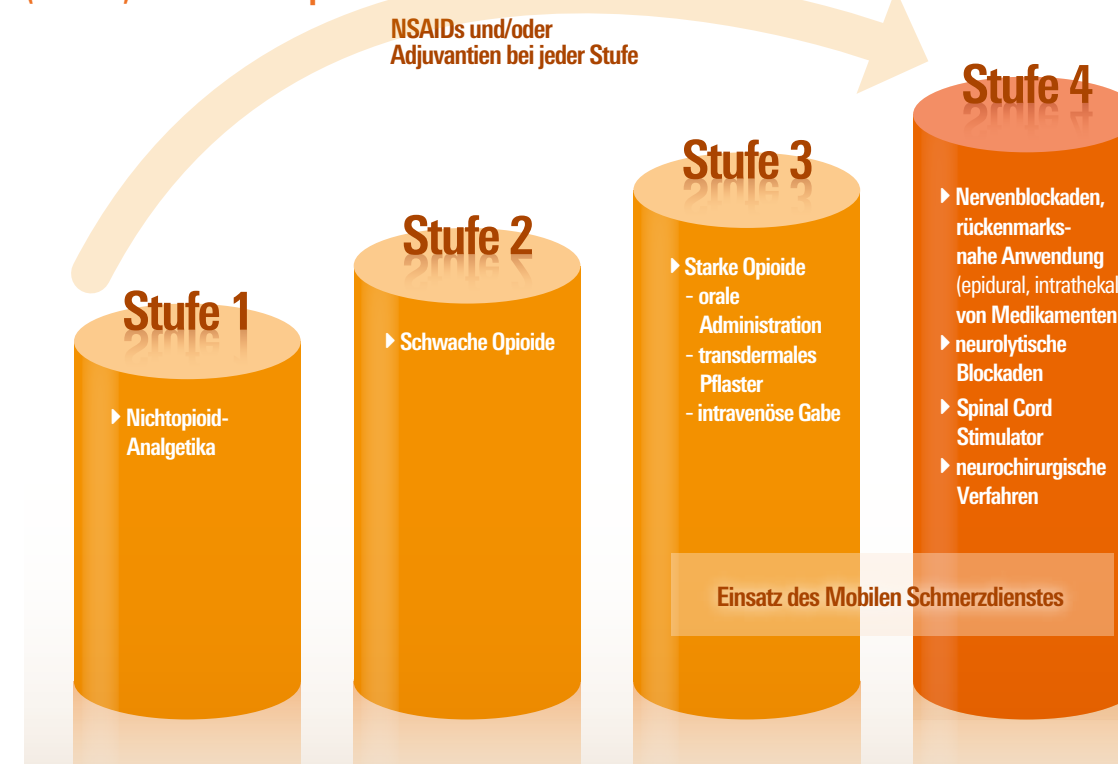 NSAIDs und/oder
Adjuvantien bei jeder Stufe
Stufe 1
▸ Nichtopioid-
Analgetika
Stufe 2
▸ Schwache Opioide
Stufe 3
▸ Starke Opioide
- orale
Administration
- transdermales
Pflaster
- intravenöse Gabe
Stufe 4
▸ Nervenblockaden,
rückenmarks-
nahe Anwendung
(epidural, intrathekal
von Medikamenten
▸ neurolytische
Blockaden
▸ Spinal Cord
Stimulator
▸ neurochirurgische
Verfahren
Einsatz des Mobilen Schmerzdienstes